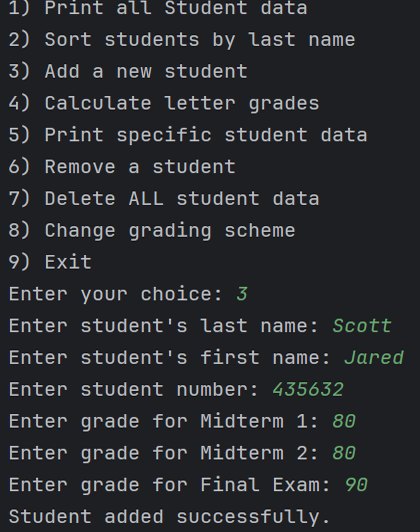 1) Print all Student data
2) Sort students by last name
3) Add a new student
4) Calculate letter grades
5) Print specific student data
6) Remove a student
7) Delete ALL student data
8) Change grading scheme
9) Exit
Enter your choice: 3
Enter student's last name: Scott
Enter student's first name: Jared
Enter student number: 435632
Enter grade for Midterm 1: 80
Enter grade for Midterm 2: 80
Enter grade for Final Exam: 90
Student added successfully.